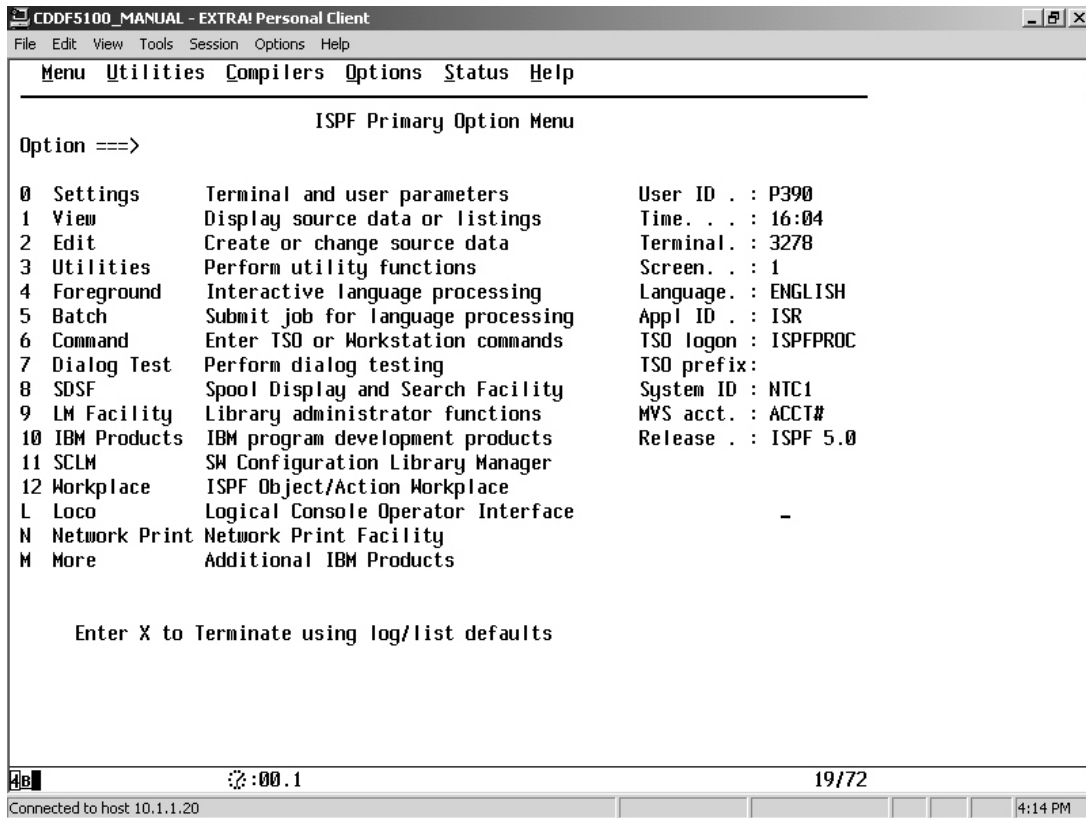 CDDF5100_MANUAL - EXTRA! Personal Client
File Edit View Tools Session Options Help
Menu Utilities Compilers Options Status Help
ISPF Primary Option Menu
Option ===>
0 Settings Terminal and user parameters User ID . : P390
1 View Display source data or listings Time. . . : 16:04
2 Edit Create or change source data Terminal. : 3278
3 Utilities Perform utility functions Screen. . : 1
4 Foreground Interactive language processing Language. : ENGLISH
5 Batch Submit job for language processing Appl ID . : ISR
6 Command Enter TSO or Workstation commands TSO logon : ISPFPROC
7 Dialog Test Perform dialog testing TSO prefix:
8 SDSF Spool Display and Search Facility System ID : NTC1
9 LM Facility Library administrator functions MVS acct. : ACCT#
10 IBM Products IBM program development products Release . : ISPF 5.0
11 SCLM SW Configuration Library Manager
12 Workplace ISPF Object/Action Workplace
L Loco Logical Console Operator Interface _
N Network Print Network Print Facility
M More Additional IBM Products
Enter X to Terminate using log/list defaults
4B :00.1 19/72
Connected to host 10.1.1.20 4:14 PM